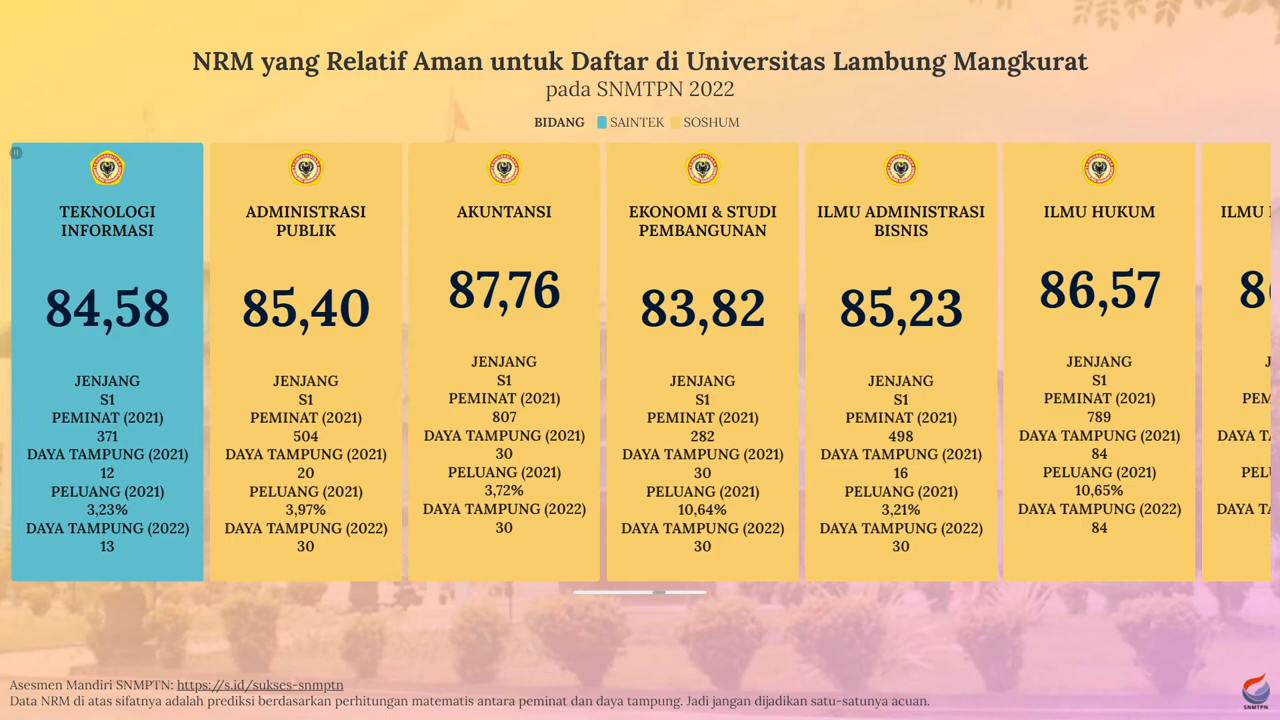 NRM yang Relatif Aman untuk Daftar di Universitas Lambung Mangkurat
pada SNMTPN 2022
BIDANG SAINTEK SOSHUM
TEKNOLOGI
INFORMASI
84,58
JENJANG
S1
PEMINAT (2021)
371
DAYA TAMPUNG (2021)
12
PELUANG (2021)
3,23%
DAYA TAMPUNG (2022)
13
ADMINISTRASI
PUBLIK
85,40
JENJANG
S1
PEMINAT (2021)
504
DAYA TAMPUNG (2021)
20
PELUANG (2021)
3,97%
DAYA TAMPUNG (2022)
30
AKUNTANSI
87,76
JENJANG
S1
PEMINAT (2021)
807
DAYA TAMPUNG (2021)
30
PELUANG (2021)
3,72%
DAYA TAMPUNG (2022)
30
EKONOMI & STUDI
PEMBANGUNAN
83,82
JENJANG
S1
PEMINAT (2021)
282
DAYA TAMPUNG (2021)
30
PELUANG (2021)
10,64%
DAYA TAMPUNG (2022)
30
ILMU ADMINISTRASI
BISNIS
85,23
JENJANG
S1
PEMINAT (2021)
498
DAYA TAMPUNG (2021)
16
PELUANG (2021)
3,21%
DAYA TAMPUNG (2022)
30
ILMU HUKUM
86,57
JENJANG
S1
PEMINAT (2021)
789
DAYA TAMPUNG (2021)
84
PELUANG (2021)
10,65%
DAYA TAMPUNG (2022)
84
ILMU
Asesmen Mandiri SNMPTN: https://s.id/sukses-snmptn
Data NRM di atas sifatnya adalah prediksi berdasarkan perhitungan matematis antara peminat dan daya tampung. Jadi jangan dijadikan satu-satunya acuan.
SNMTPN